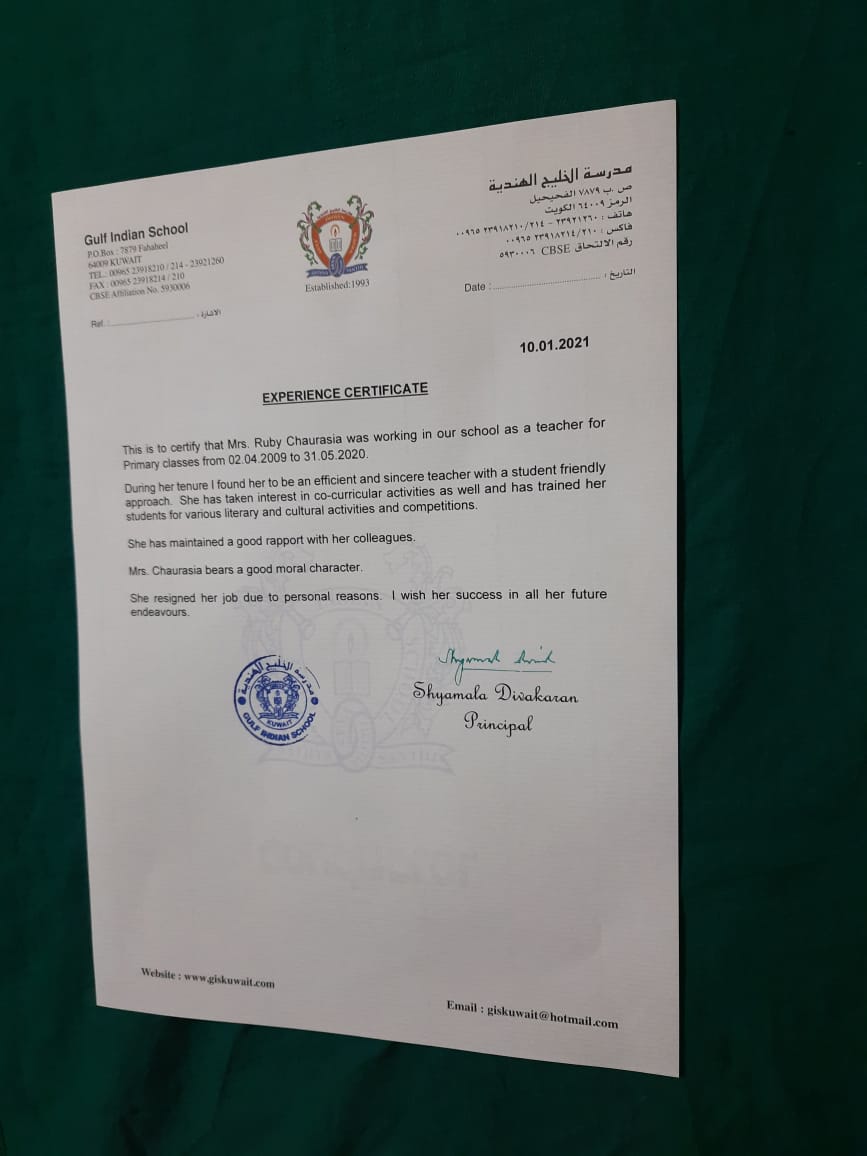 Gulf Indian School
P.O.Box : 7879 Fahaheel
64009 KUWAIT
TEL.: 00965 23918210 / 214 - 23921260
FAX : 00965 23918214 / 210
CBSE Affiliation No. 5930006
Ref. : ........................ الاشارة :
Established:1993
مدرسة الخليج الهندية
ص .ب ٧٨٧٩ الفحيحيل
الرمز ٦٤٠٠٩ الكويت
هاتف : ٢٣٩٢١٢٦٠ - ٠٠٩٦٥ ٢٣٩١٨٢١٠/٢١٤
فاكس : ٠٠٩٦٥ ٢٣٩١٨٢١٤/٢١٠
رقم الالتحاق CBSE ٥٩٣٠٠٠٦
Date : ........................ التاريخ :
10.01.2021
EXPERIENCE CERTIFICATE
This is to certify that Mrs. Ruby Chaurasia was working in our school as a teacher for
Primary classes from 02.04.2009 to 31.05.2020.
During her tenure I found her to be an efficient and sincere teacher with a student friendly
approach. She has taken interest in co-curricular activities as well and has trained her
students for various literary and cultural activities and competitions.
She has maintained a good rapport with her colleagues.
Mrs. Chaurasia bears a good moral character.
She resigned her job due to personal reasons. I wish her success in all her future
endeavours.
مدرسة الخليج الهندية
KUWAIT
GULF INDIAN SCHOOL
Shyamala Divakaran
Principal
Website : www.giskuwait.com
Email : giskuwait@hotmail.com